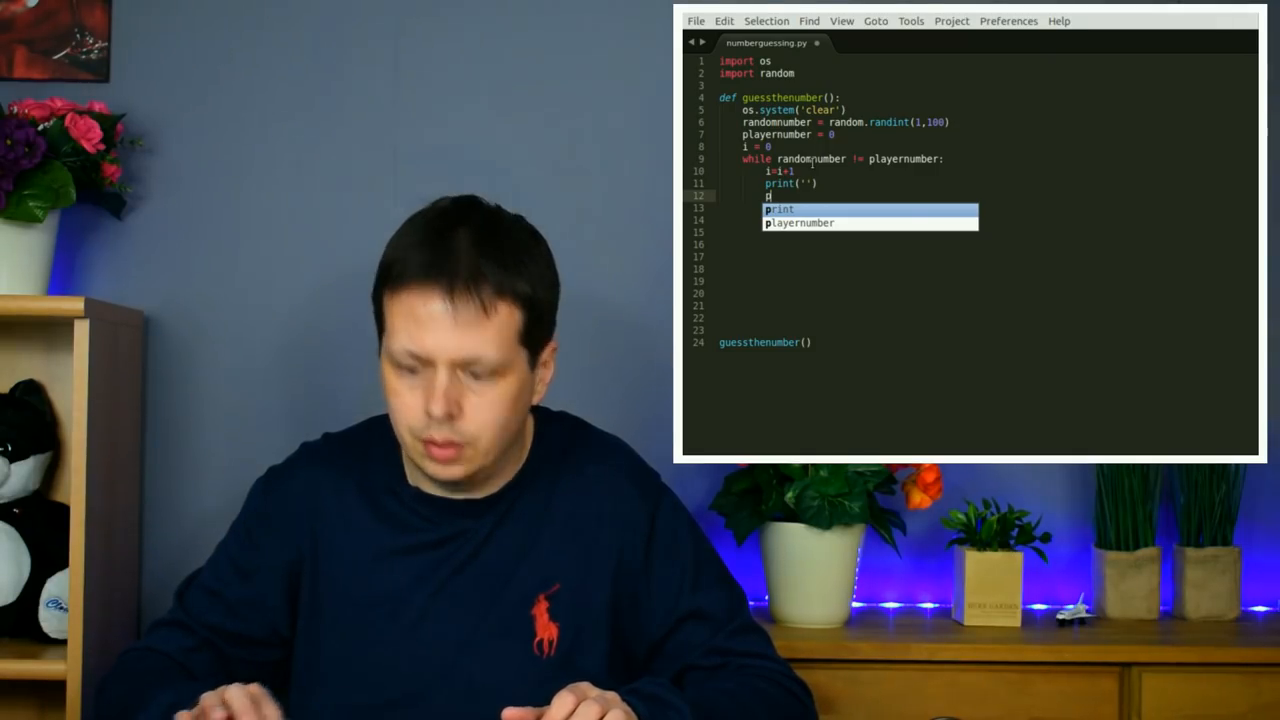 File Edit Selection Find View Goto Tools Project Preferences Help
numberguessing.py
1 import os
2 import random
3
4 def guessthenumber():
5 os.system('clear')
6 randomnumber = random.randint(1,100)
7 playernumber = 0
8 i = 0
9 while randomnumber != playernumber:
10 i=i+1
11 print('')
12 p
13 print
14 playernumber
15
16
17
18
19
20
21
22
23
24 guessthenumber()
HERB GARDEN